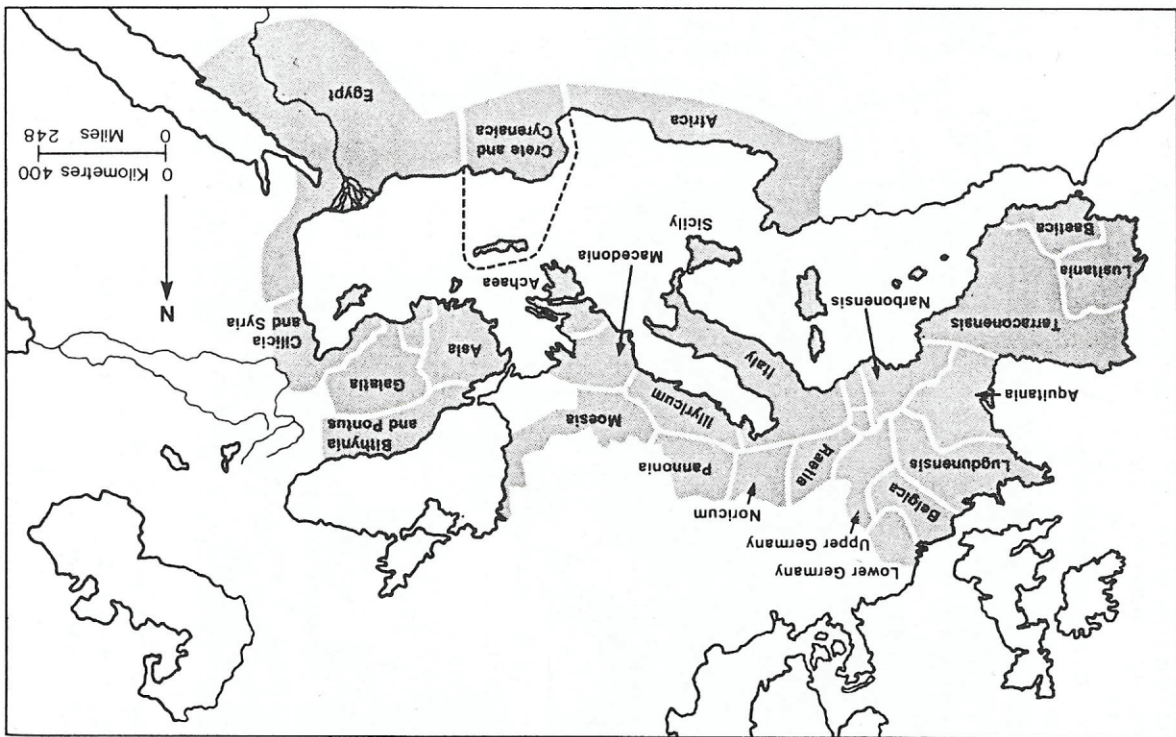 Lower Germany
Upper Germany
Belgica
Noricum
Lugdunensis
Raetia
Pannonia
Aquitania
Moesia
Illyricum
Bithynia
and Pontus
Italy
Galatia
Asia
Tarraconensis
Narbonensis
Cilicia
and Syria
N
Achaea
Macedonia
Lusitania
Baetica
Sicily
0 Kilometres 400
0 Miles 248
Crete and
Cyrenaica
Africa
Egypt